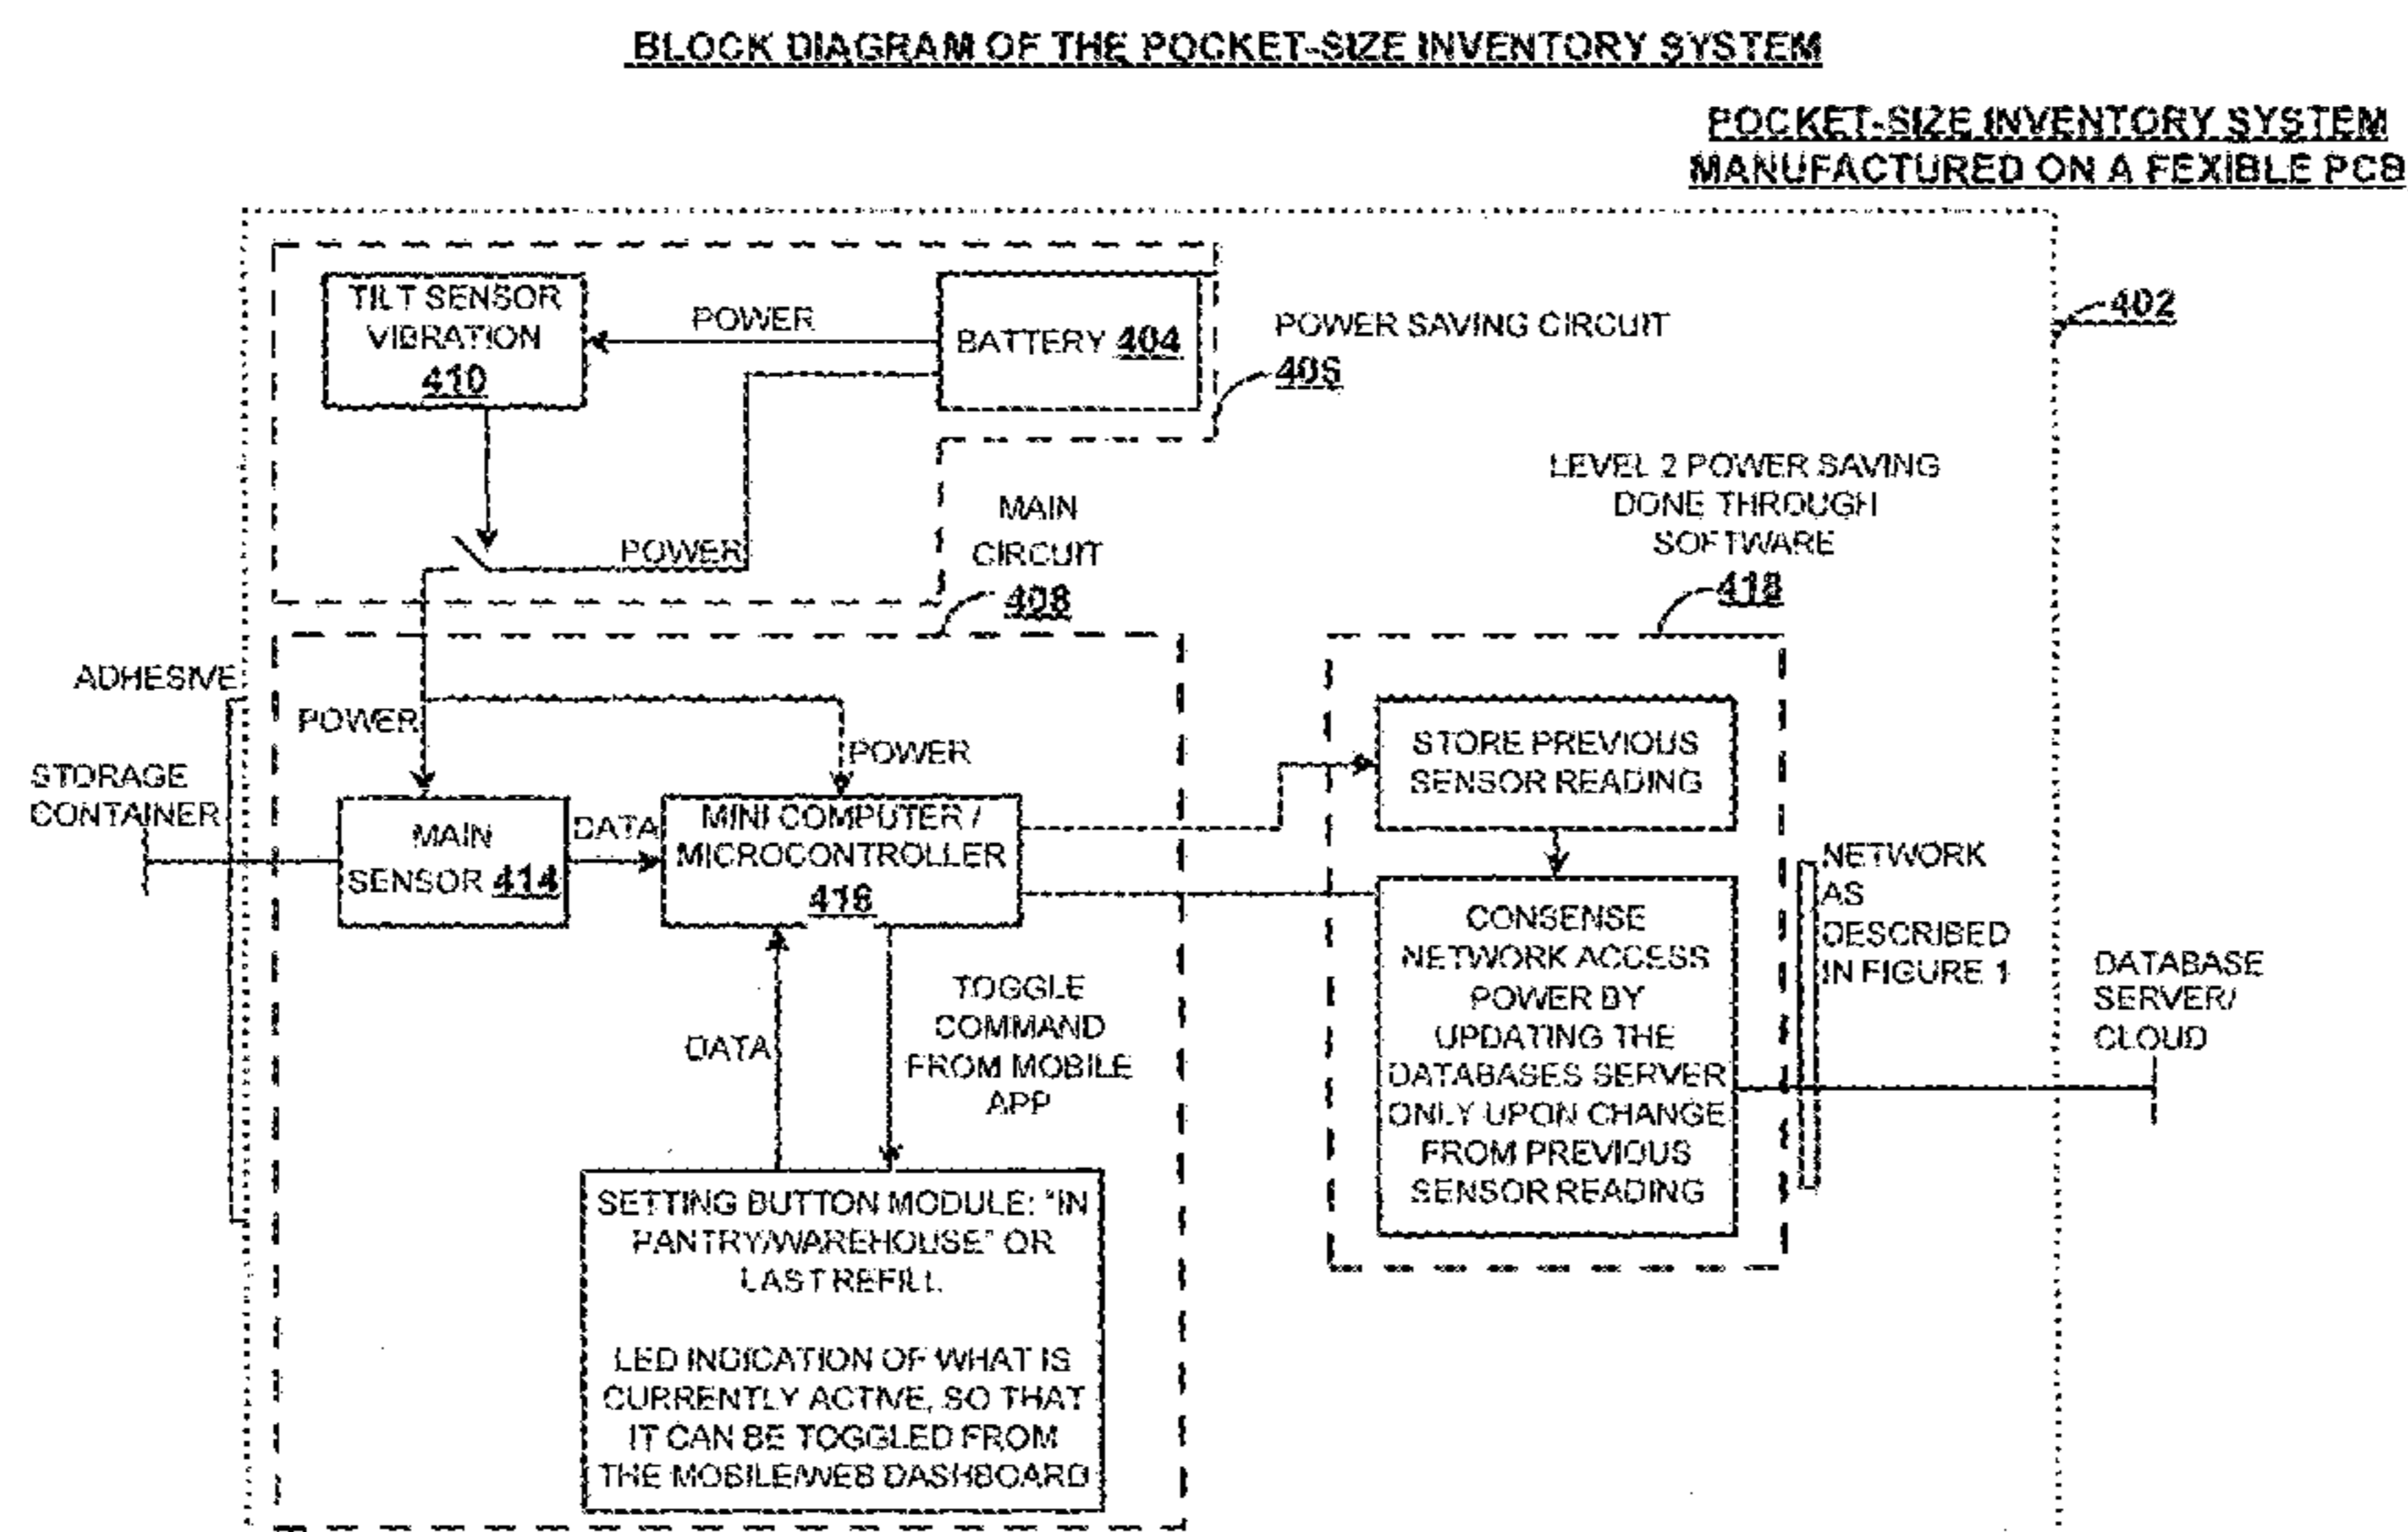 BLOCK DIAGRAM OF THE POCKET-SIZE INVENTORY SYSTEM
POCKET-SIZE INVENTORY SYSTEM
MANUFACTURED ON A FEXIBLE PCB
TILT SENSOR
VIBRATION
410
POWER
BATTERY 404
POWER SAVING CIRCUIT
406
402
POWER
MAIN
CIRCUIT
408
LEVEL 2 POWER SAVING
DONE THROUGH
SOFTWARE
418
ADHESIVE
POWER
POWER
STORAGE
CONTAINER
MAIN
SENSOR 414
DATA
MINI COMPUTER /
MICROCONTROLLER
416
STORE PREVIOUS
SENSOR READING
NETWORK
AS
DESCRIBED
IN FIGURE 1
CONSENSE
NETWORK ACCESS
POWER BY
UPDATING THE
DATABASES SERVER
ONLY UPON CHANGE
FROM PREVIOUS
SENSOR READING
DATABASE
SERVER/
CLOUD
DATA
TOGGLE
COMMAND
FROM MOBILE
APP
SETTING BUTTON MODULE: "IN
PANTRY/WAREHOUSE" OR
LAST REFILL
LED INDICATION OF WHAT IS
CURRENTLY ACTIVE, SO THAT
IT CAN BE TOGGLED FROM
THE MOBILE/WEB DASHBOARD